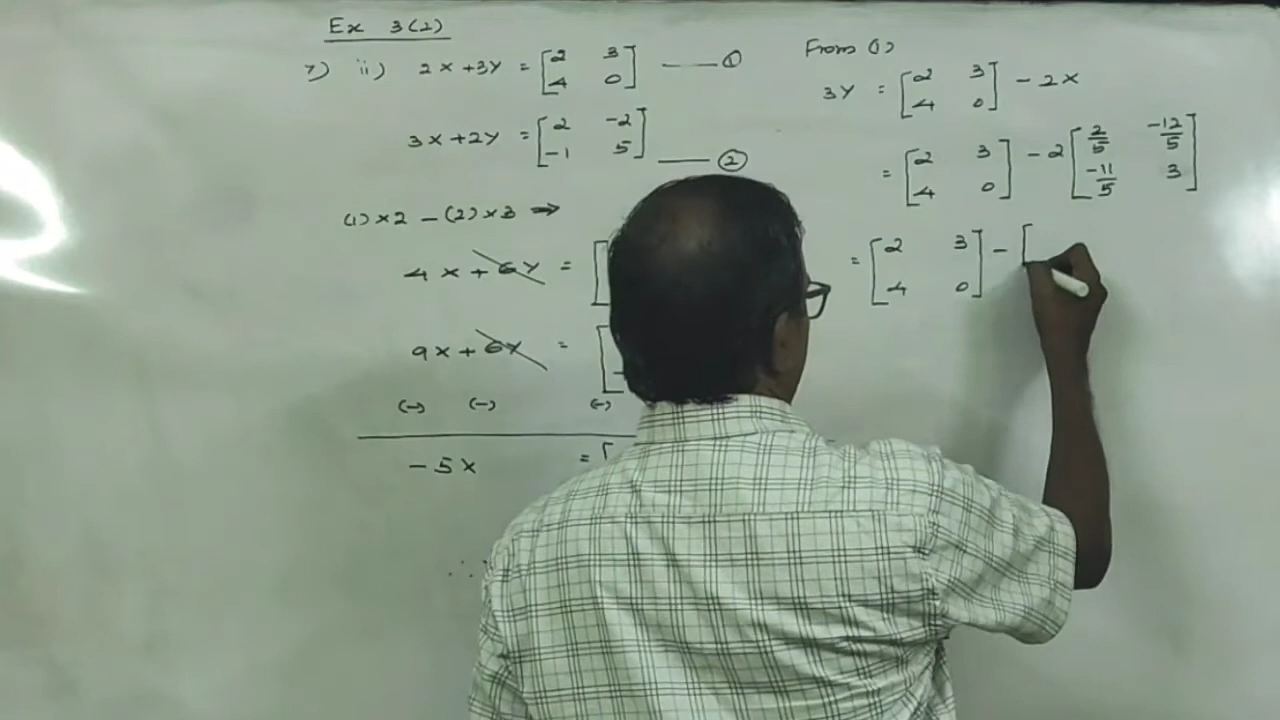 Ex 3(2)
7) ii) 2x + 3y = [2 3
4 0] —— ①
3x + 2y = [2 -2
-1 5] —— ②
(1) x 2 - (2) x 3 ⇒
4x + 6y = [
9x + 6y = [
(-) (-) (-)
-5x = [
∴
From (1)
3y = [2 3
4 0] - 2x
= [2 3
4 0] - 2 [2/5 -12/5
-11/5 3]
= [2 3
4 0] - [